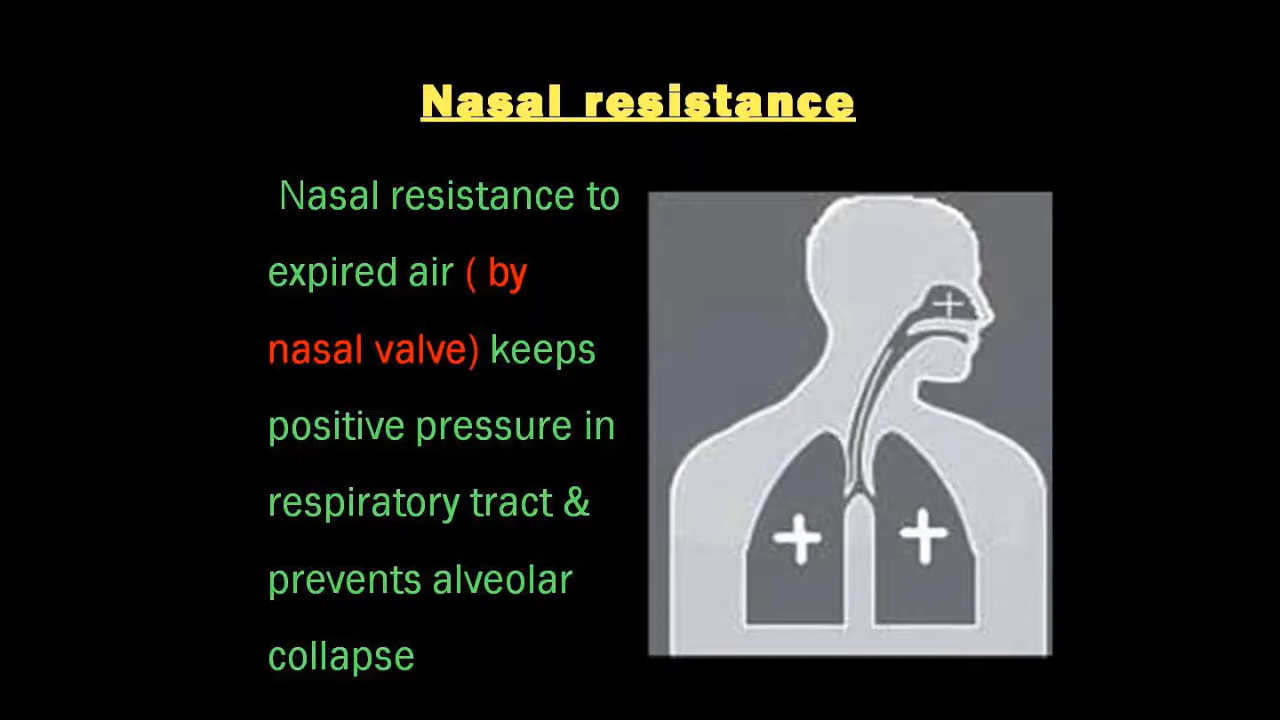 Nasal resistance
Nasal resistance to
expired air ( by
nasal valve) keeps
positive pressure in
respiratory tract &
prevents alveolar
collapse